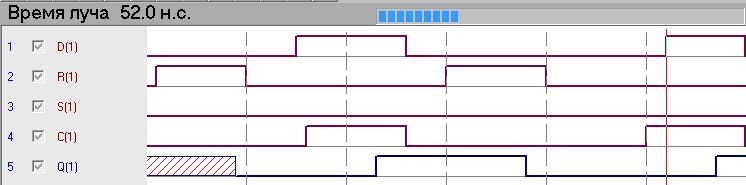 Время луча 52.0 н.с.
1 D(1)
2 R(1)
3 S(1)
4 C(1)
5 Q(1)